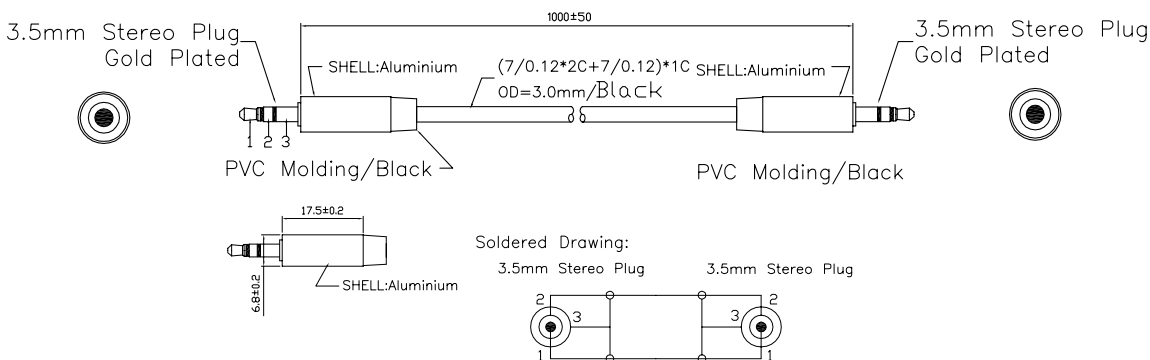 1000±50
3.5mm Stereo Plug
Gold Plated
3.5mm Stereo Plug
Gold Plated
SHELL:Aluminium
(7/0.12*2C+7/0.12)*1C
OD=3.0mm/Black
SHELL:Aluminium
1 2 3
PVC Molding/Black
PVC Molding/Black
17.5±0.2
6.8±0.2
SHELL:Aluminium
Soldered Drawing:
3.5mm Stereo Plug
3.5mm Stereo Plug
2
3
1
2
3
1